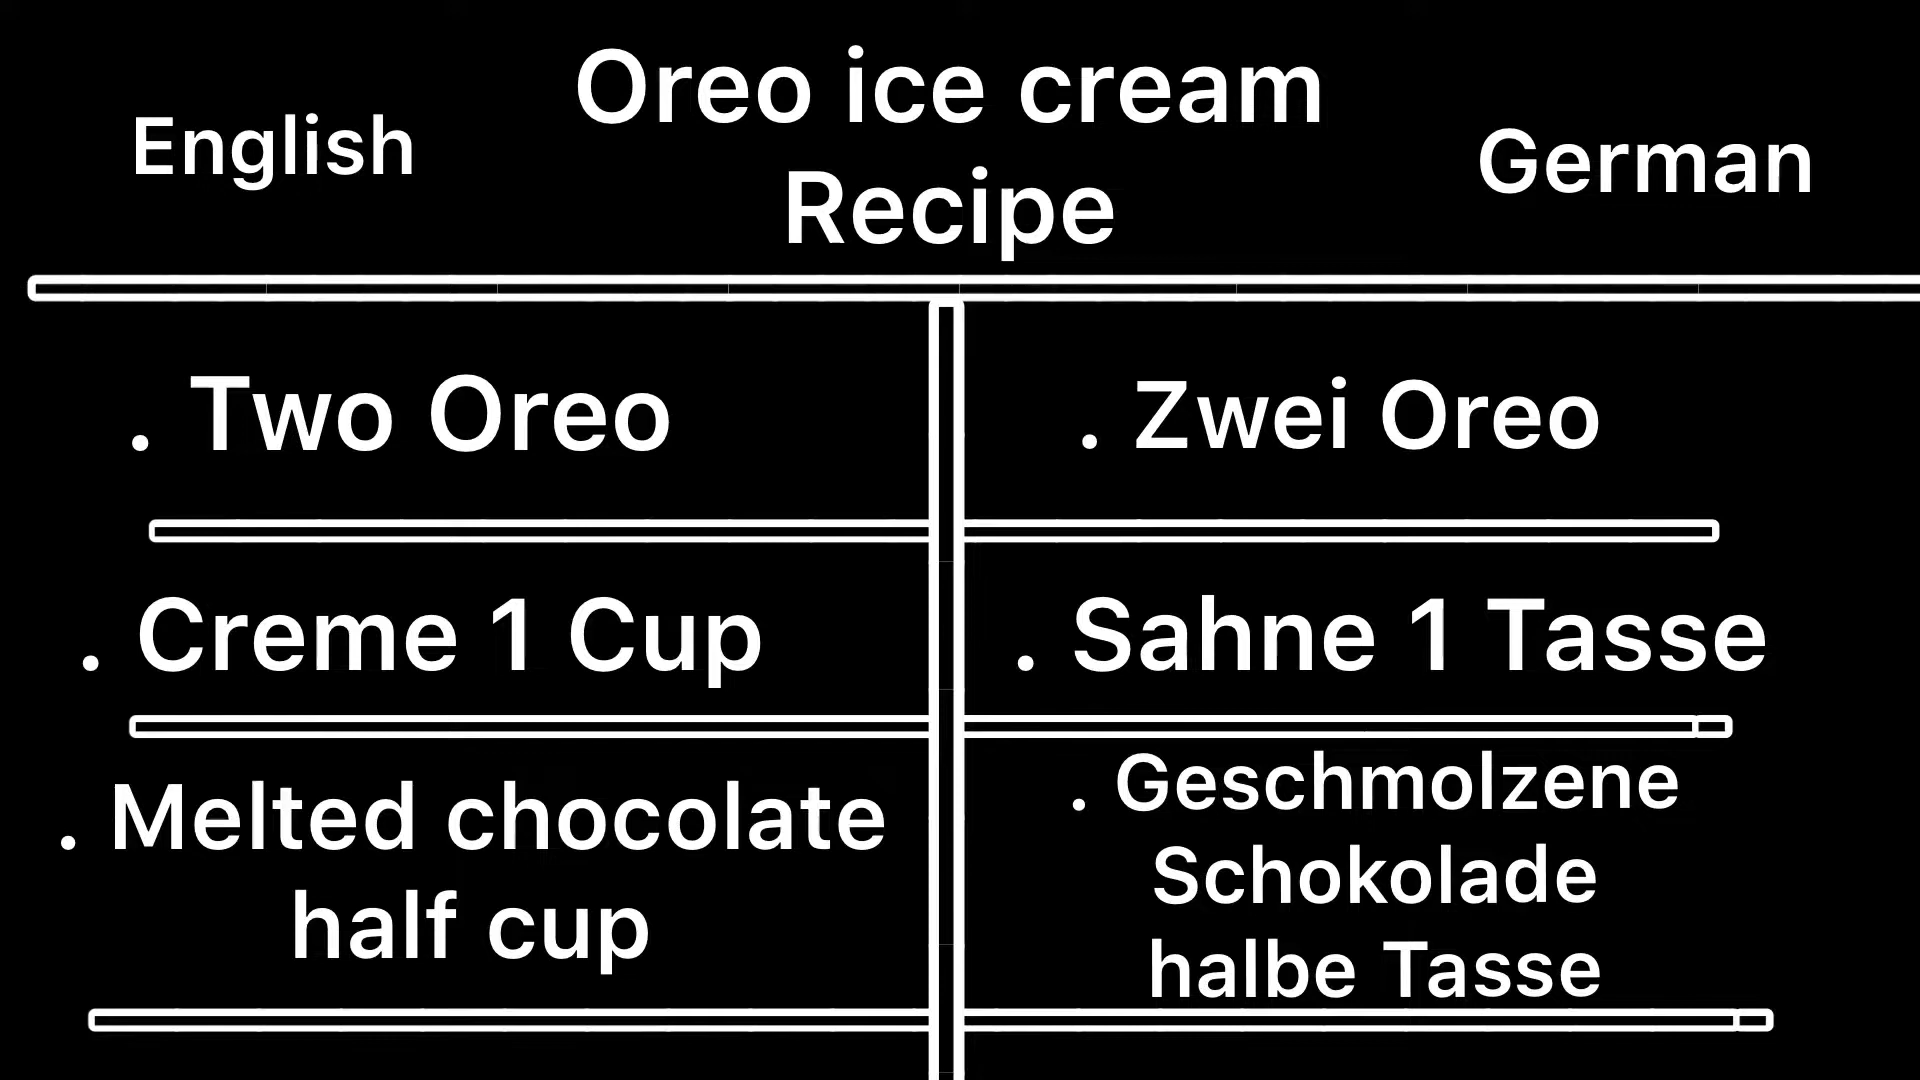 English
Oreo ice cream
Recipe
German
. Two Oreo
. Zwei Oreo
. Creme 1 Cup
. Sahne 1 Tasse
. Melted chocolate
half cup
. Geschmolzene
Schokolade
halbe Tasse